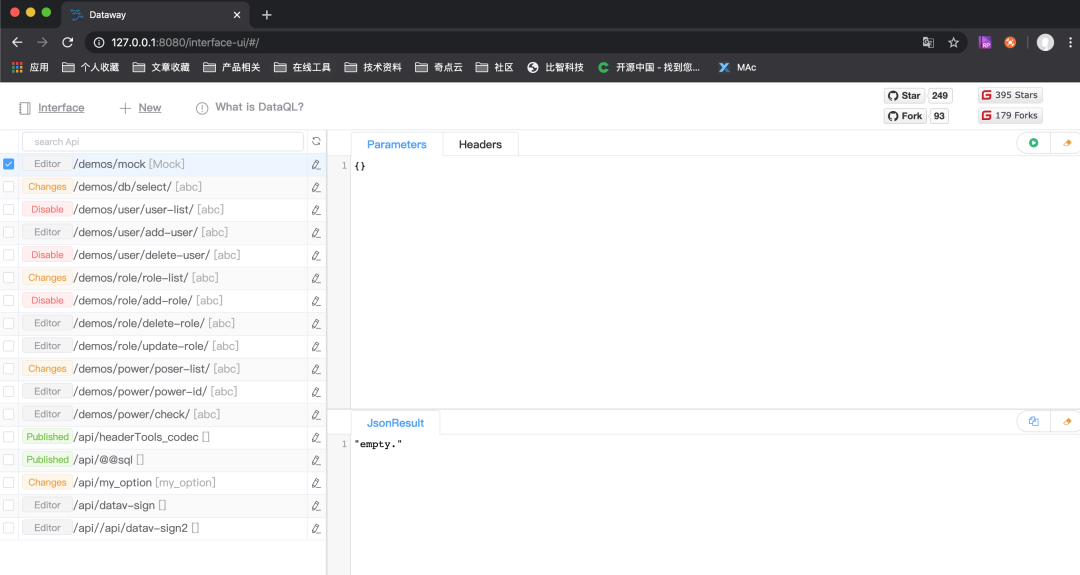 Dataway
127.0.0.1:8080/interface-ui/#/
应用 个人收藏 文章收藏 产品相关 在线工具 技术资料 奇点云 社区 比智科技 开源中国 - 找到您... MAc
Interface New What is DataQL?
Star 249 395 Stars
Fork 93 179 Forks
search Api
Parameters Headers
Editor /demos/mock [Mock]
Changes /demos/db/select/ [abc]
Disable /demos/user/user-list/ [abc]
Editor /demos/user/add-user/ [abc]
Disable /demos/user/delete-user/ [abc]
Changes /demos/role/role-list/ [abc]
Disable /demos/role/add-role/ [abc]
Editor /demos/role/delete-role/ [abc]
Editor /demos/role/update-role/ [abc]
Changes /demos/power/poser-list/ [abc]
Editor /demos/power/power-id/ [abc]
Editor /demos/power/check/ [abc]
Published /api/headerTools_codec []
Published /api/@@sql []
Changes /api/my_option [my_option]
Editor /api/datav-sign []
Editor /api//api/datav-sign2 []
1 {}
JsonResult
1 "empty."